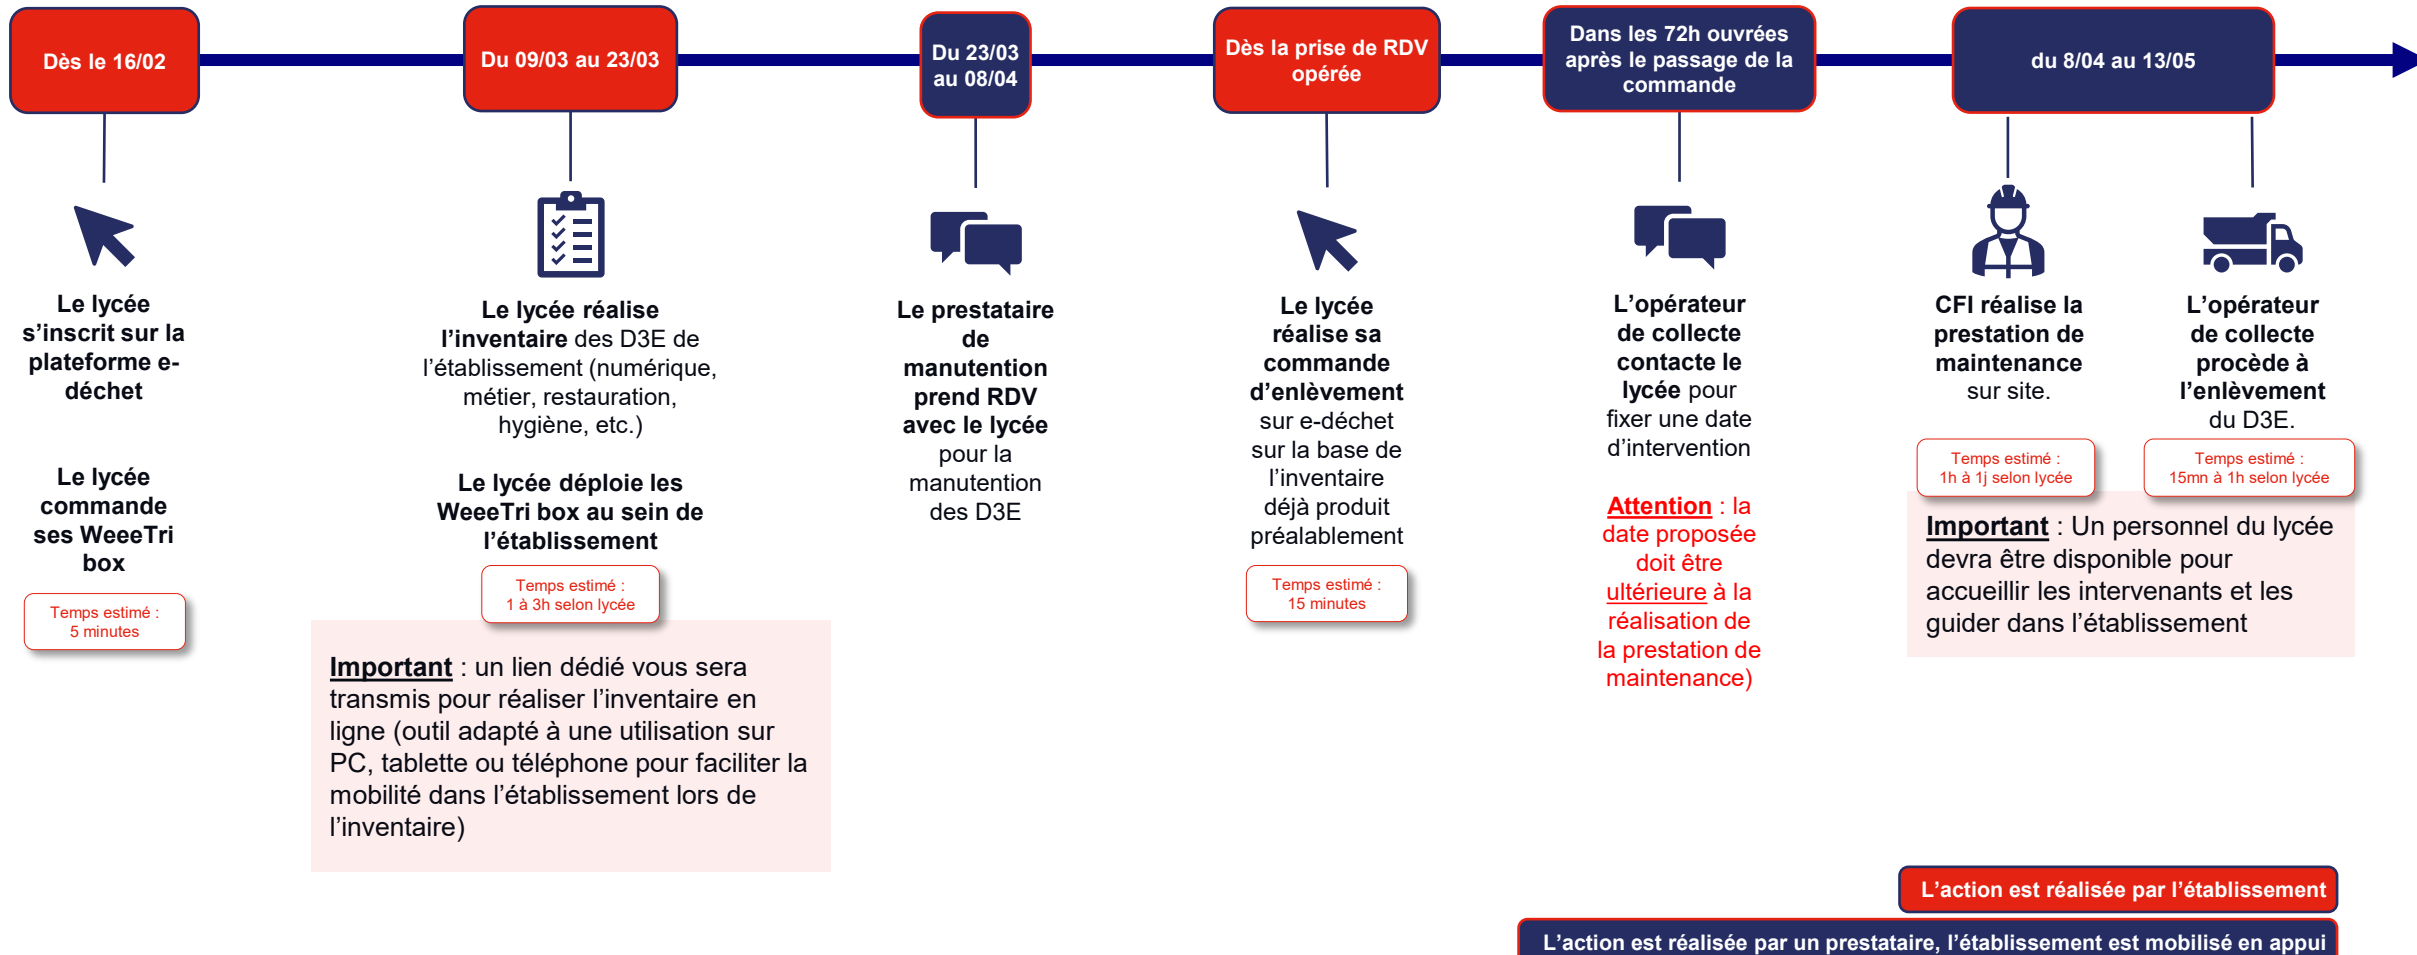 Dès le 16/02
Du 09/03 au 23/03
Du 23/03
au 08/04
Dès la prise de RDV
opérée
Dans les 72h ouvrées
après le passage de la
commande
du 8/04 au 13/05
Le lycée
s’inscrit sur la
plateforme e-
déchet
Le lycée
commande
ses WeeeTri
box
Temps estimé :
5 minutes
Le lycée réalise
l’inventaire des D3E de
l’établissement (numérique,
métier, restauration,
hygiène, etc.)
Le lycée déploie les
WeeeTri box au sein de
l’établissement
Temps estimé :
1 à 3h selon lycée
Important : un lien dédié vous sera
transmis pour réaliser l’inventaire en
ligne (outil adapté à une utilisation sur
PC, tablette ou téléphone pour faciliter la
mobilité dans l’établissement lors de
l’inventaire)
Le prestataire
de
manutention
prend RDV
avec le lycée
pour la
manutention
des D3E
Le lycée
réalise sa
commande
d’enlèvement
sur e-déchet
sur la base de
l’inventaire
déjà produit
préalablement
Temps estimé :
15 minutes
L’opérateur
de collecte
contacte le
lycée pour
fixer une date
d’intervention
Attention : la
date proposée
doit être
ultérieure à la
réalisation de
la prestation de
maintenance)
CFI réalise la
prestation de
maintenance
sur site.
Temps estimé :
1h à 1j selon lycée
L’opérateur
de collecte
procède à
l’enlèvement
du D3E.
Temps estimé :
15mn à 1h selon lycée
Important : Un personnel du lycée
devra être disponible pour
accueillir les intervenants et les
guider dans l’établissement
L’action est réalisée par l’établissement
L’action est réalisée par un prestataire, l’établissement est mobilisé en appui